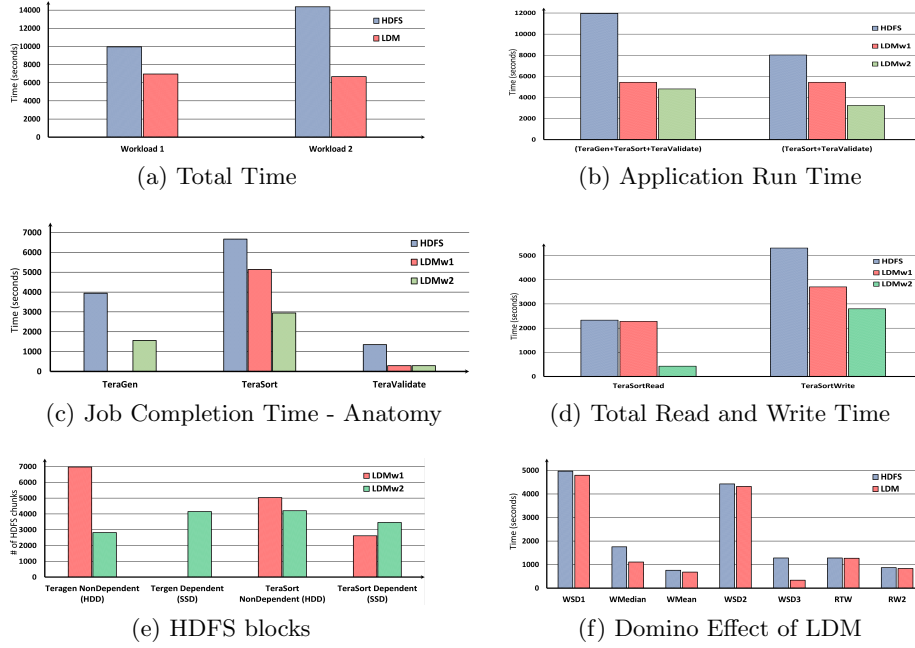 14000
12000
10000
8000
6000
4000
2000
0
Time (seconds)
HDFS
LDM
Workload 1
Workload 2
(a) Total Time
12000
10000
8000
6000
4000
2000
0
Time (seconds)
HDFS
LDMw1
LDMw2
(TeraGen+TeraSort+TeraValidate)
(TeraSort+TeraValidate)
(b) Application Run Time
7000
6000
5000
4000
3000
2000
1000
0
Time (seconds)
HDFS
LDMw1
LDMw2
TeraGen
TeraSort
TeraValidate
(c) Job Completion Time - Anatomy
5000
4000
3000
2000
1000
0
Time (seconds)
HDFS
LDMw1
LDMw2
TeraSortRead
TeraSortWrite
(d) Total Read and Write Time
7000
6000
5000
4000
3000
2000
1000
0
# of HDFS chunks
LDMw1
LDMw2
Teragen NonDependent
(HDD)
Tergen Dependent
(SSD)
TeraSort
NonDependent (HDD)
TeraSort Dependent
(SSD)
(e) HDFS blocks
5000
4000
3000
2000
1000
0
Time (seconds)
HDFS
LDM
WSD1
WMedian
WMean
WSD2
WSD3
RTW
RW2
(f) Domino Effect of LDM